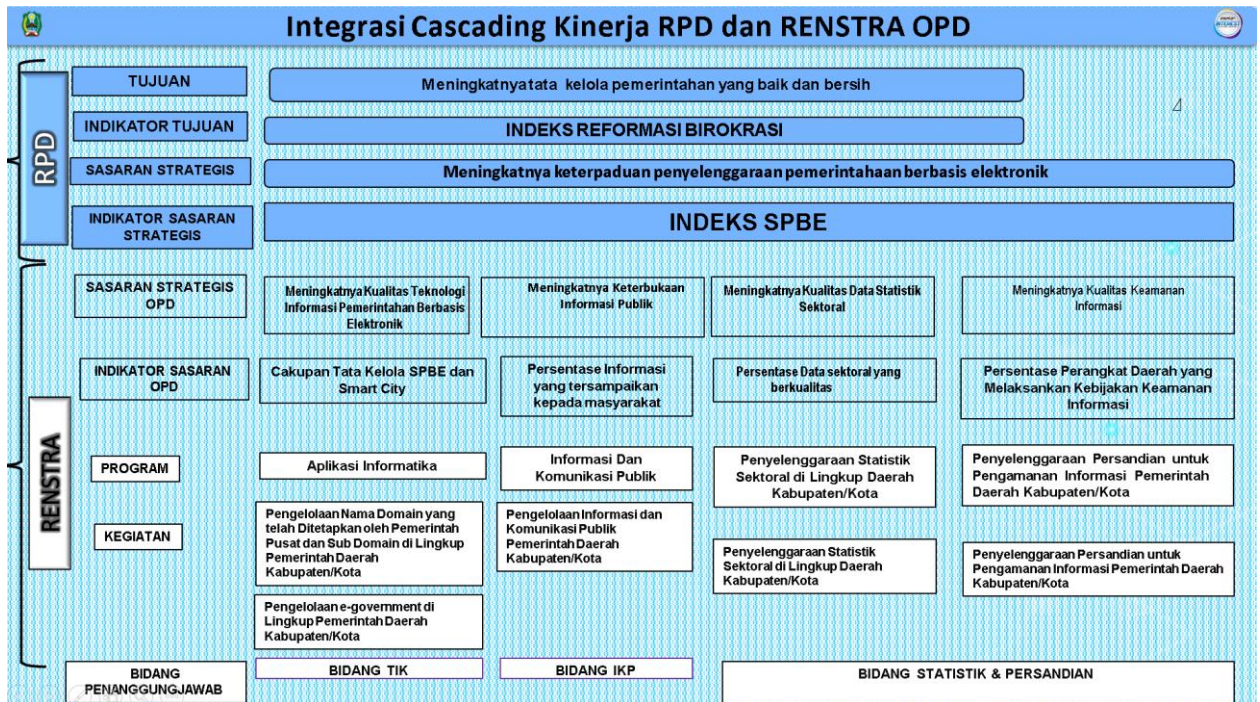 Integrasi Cascading Kinerja RPD dan RENSTRA OPD
RPD
TUJUAN
Meningkatnyatata kelola pemerintahan yang baik dan bersih
INDIKATOR TUJUAN
INDEKS REFORMASI BIROKRASI
SASARAN STRATEGIS
Meningkatnya keterpaduan penyelenggaraan pemerintahaan berbasis elektronik
INDIKATOR SASARAN
STRATEGIS
INDEKS SPBE
RENSTRA
SASARAN STRATEGIS
OPD
Meningkatnya Kualitas Teknologi
Informasi Pemerintahan Berbasis
Elektronik
Meningkatnya Keterbukaan
Informasi Publik
Meningkatnya Kualitas Data Statistik
Sektoral
Meningkatnya Kualitas Keamanan
Informasi
INDIKATOR SASARAN
OPD
Cakupan Tata Kelola SPBE dan
Smart City
Persentase Informasi
yang tersampaikan
kepada masyarakat
Persentase Data sektoral yang
berkualitas
Persentase Perangkat Daerah yang
Melaksankan Kebijakan Keamanan
Informasi
PROGRAM
Aplikasi Informatika
Informasi Dan
Komunikasi Publik
Penyelenggaraan Statistik
Sektoral di Lingkup Daerah
Kabupaten/Kota
Penyelenggaraan Persandian untuk
Pengamanan Informasi Pemerintah
Daerah Kabupaten/Kota
KEGIATAN
Pengelolaan Nama Domain yang
telah Ditetapkan oleh Pemerintah
Pusat dan Sub Domain di Lingkup
Pemerintah Daerah
Kabupaten/Kota
Pengelolaan Informasi dan
Komunikasi Publik
Pemerintah Daerah
Kabupaten/Kota
Penyelenggaraan Statistik
Sektoral di Lingkup Daerah
Kabupaten/Kota
Penyelenggaraan Persandian untuk
Pengamanan Informasi Pemerintah Daerah
Kabupaten/Kota
Pengelolaan e-government di
Lingkup Pemerintah Daerah
Kabupaten/Kota
BIDANG
PENANGGUNGJAWAB
BIDANG TIK
BIDANG IKP
BIDANG STATISTIK & PERSANDIAN